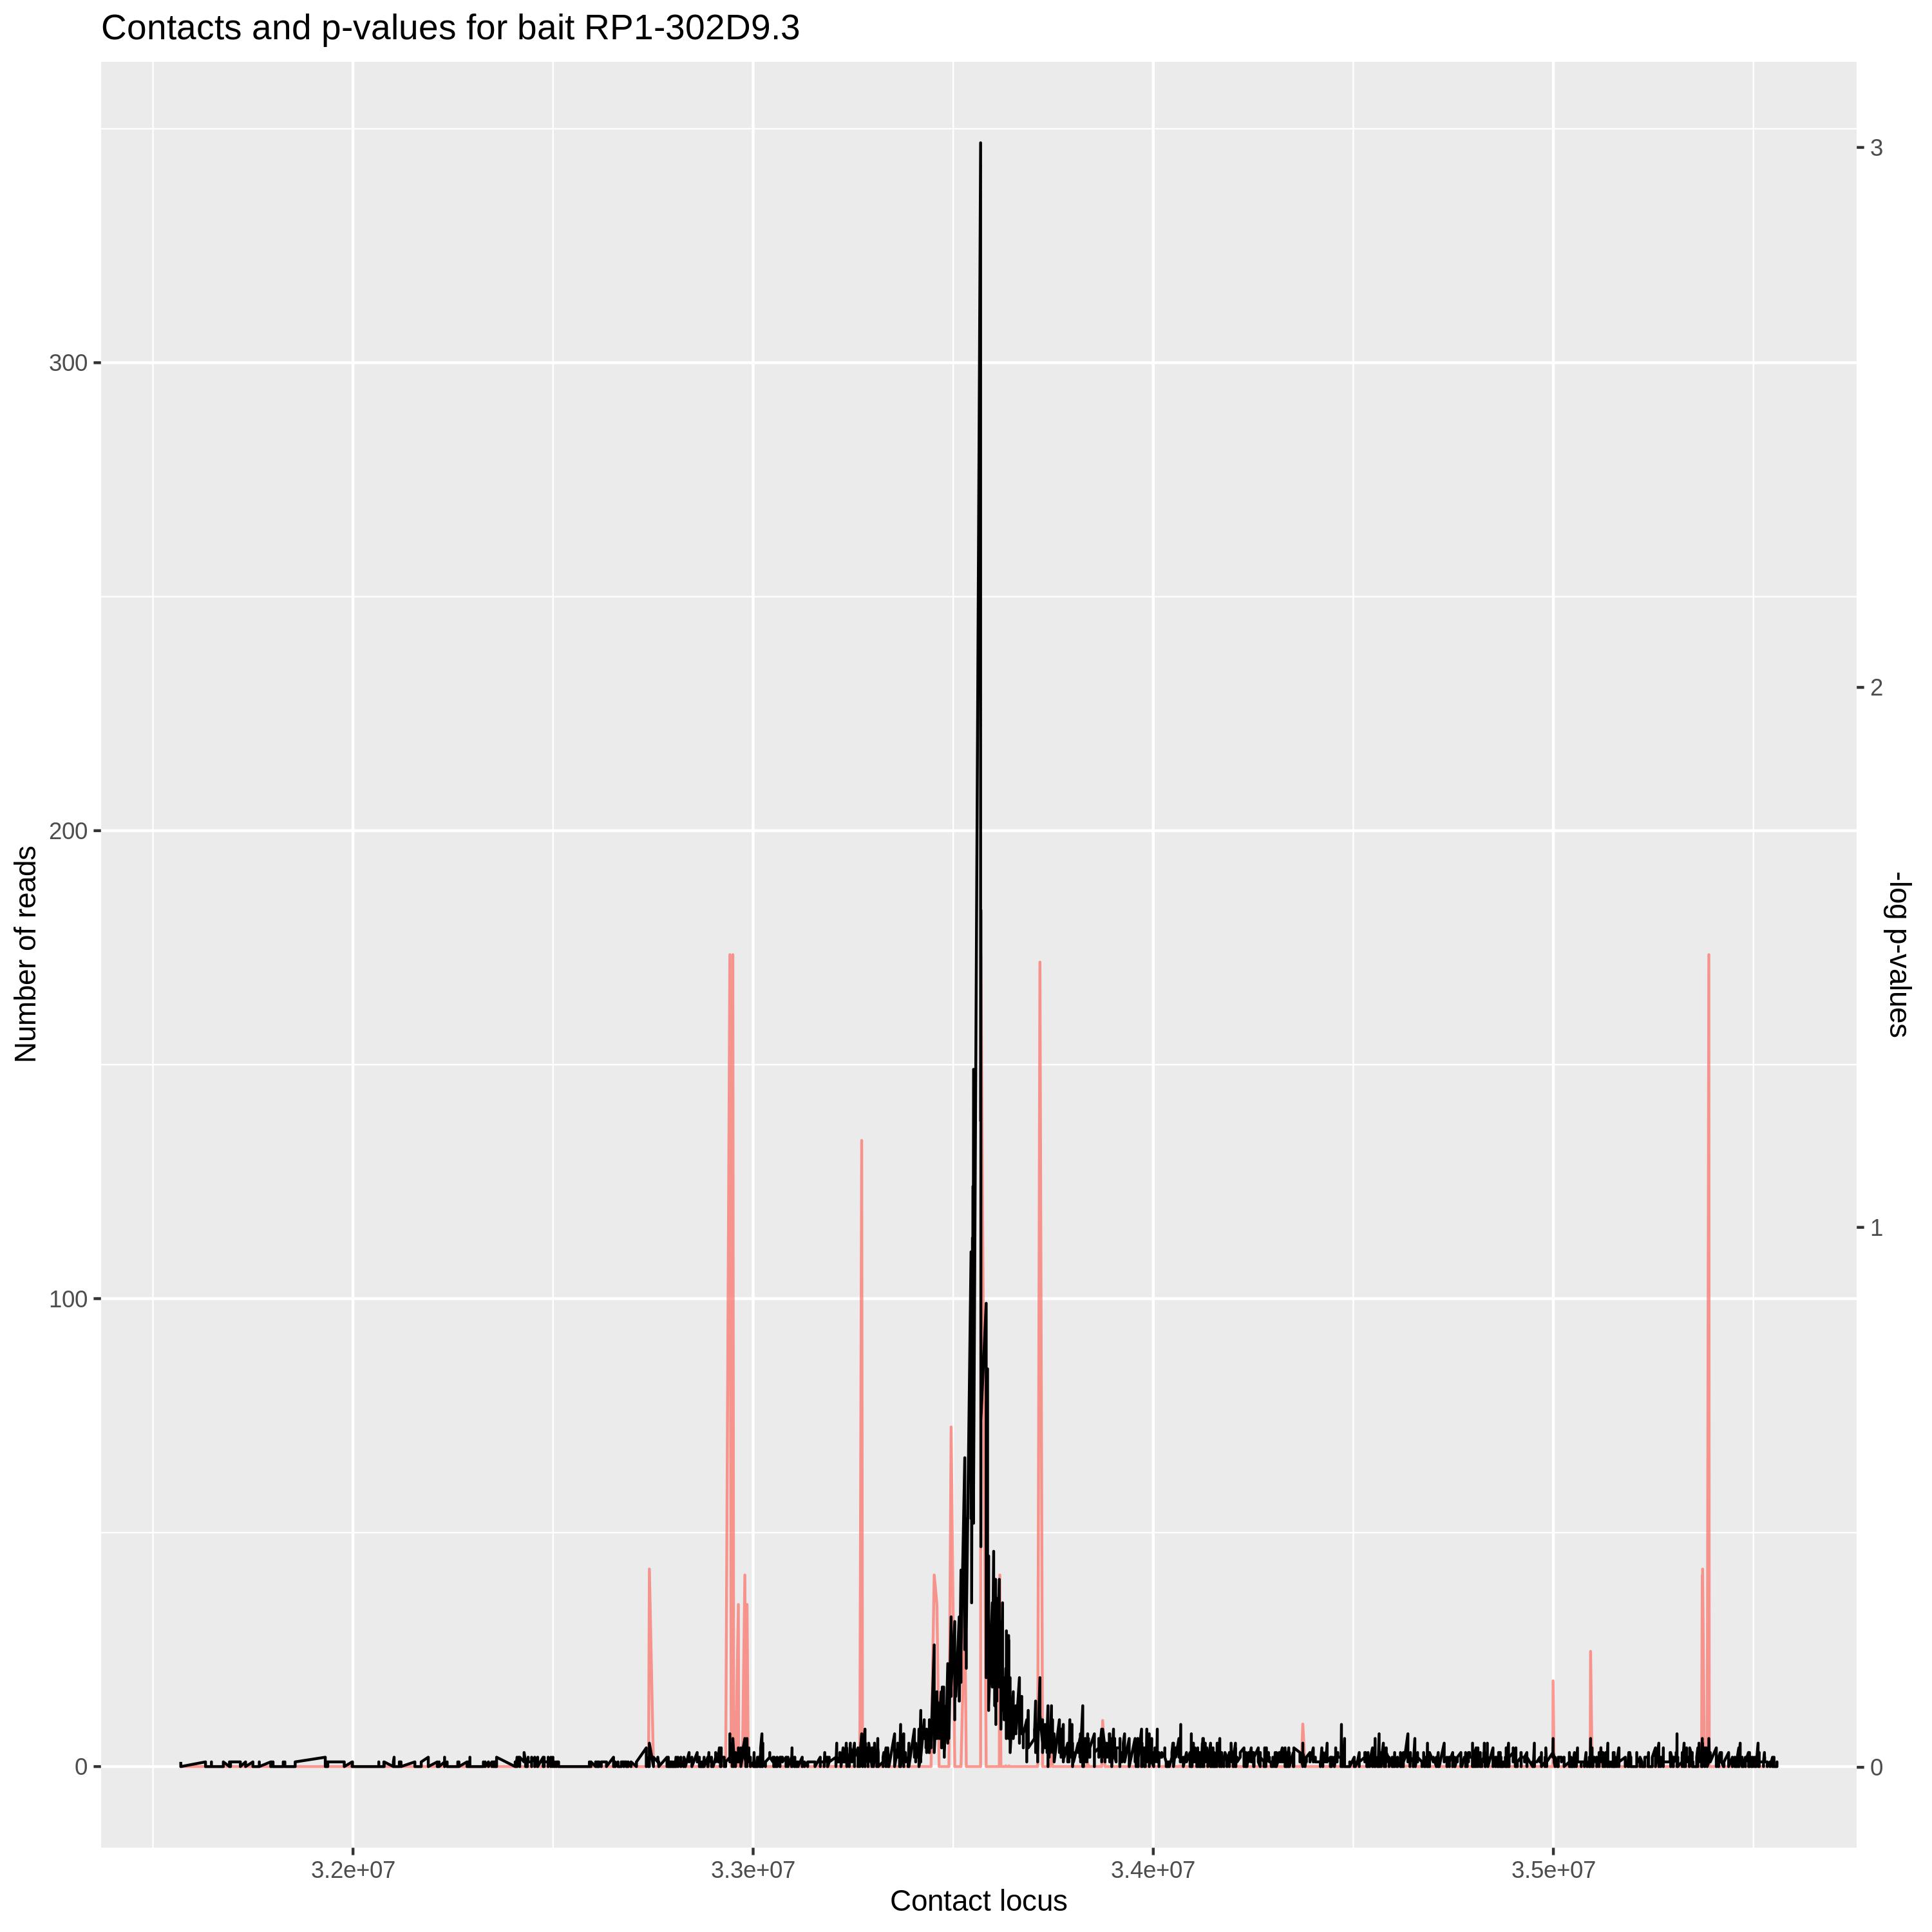 Contacts and p-values for bait RP1-302D9.3
Number of reads
300
200
100
0
3
2
1
0
-log p-values
3.2e+07
3.3e+07
3.4e+07
3.5e+07
Contact locus